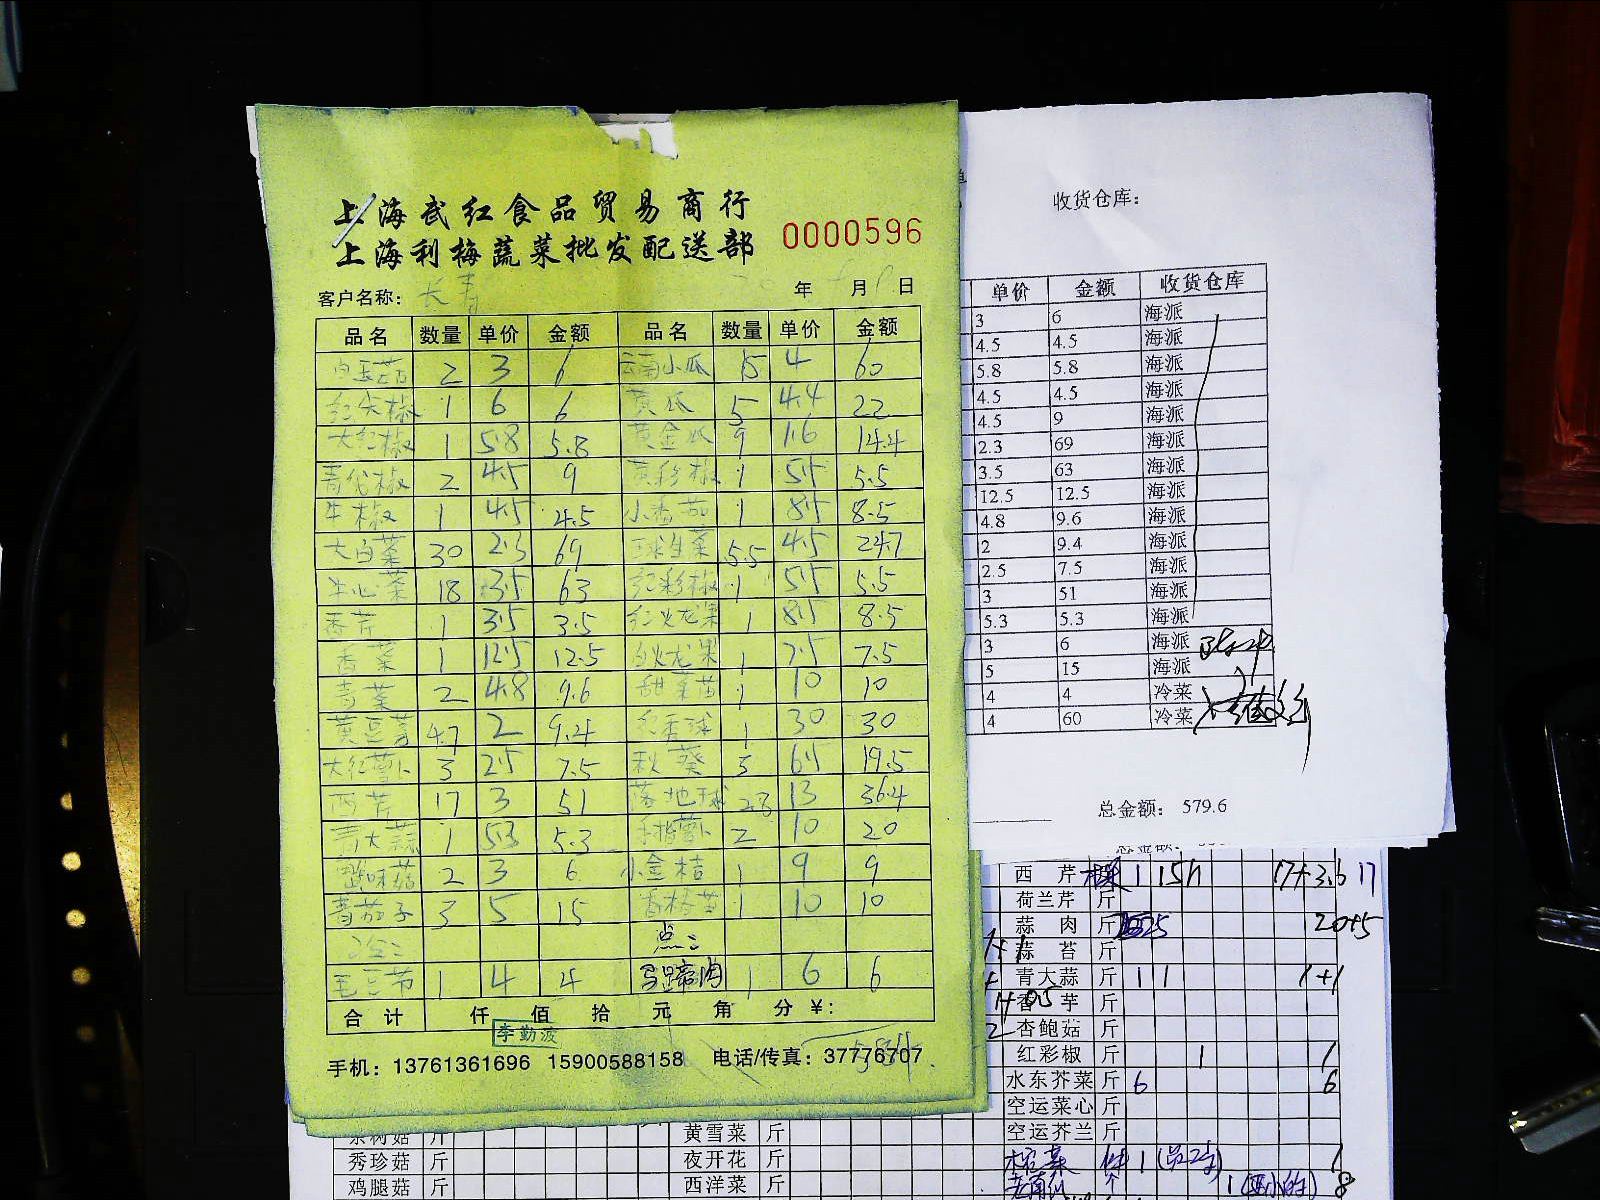 上海武红食品贸易商行
上海利梅蔬菜批发配送部
0000596
客户名称: 长青 年 月 日
品名 数量 单价 金额 品名 数量 单价 金额
白玉菇 2 3 6 云南小瓜 15 4 60
红尖椒 1 6 6 黄瓜 5 4.4 22
大红椒 1 5.8 5.8 黄金瓜 9 1.6 14.4
青尖椒 2 4.5 9 黄彩椒 1 5.5 5.5
牛椒 1 4.5 4.5 小番茄 1 8.5 8.5
大白菜 30 2.3 69 球生菜 5.5 4.5 24.7
牛心菜 18 3.5 63 红彩椒 1 5.5 5.5
香芹 1 3.5 3.5 红火龙果 1 8.5 8.5
香菜 1 12.5 12.5 白火龙果 1 7.5 7.5
青菜 2 4.8 9.6 甜菜苗 1 10 10
黄豆芽 4.7 2 9.4 1 30 30
大红萝卜 3 2.5 7.5 秋葵 3 6.5 19.5
西芹 17 3 51 落地球 13 36.4
青大蒜 1 5.3 5.3 手指萝卜 2 10 20
蟹味菇 2 3 6 小金桔 1 9 9
青茄子 3 5 15 1 10 10
冷: 点:
毛豆节 1 4 4 马蹄肉 1 6 6
合计 仟 佰 拾 元 角 分 ¥:
李勤波
手机: 13761361696 15900588158 电话/传真: 37776707
收货仓库:
单价 金额 收货仓库
3 6 海派
4.5 4.5 海派
5.8 5.8 海派
4.5 4.5 海派
4.5 9 海派
2.3 69 海派
3.5 63 海派
12.5 12.5 海派
4.8 9.6 海派
2 9.4 海派
2.5 7.5 海派
3 51 海派
5.3 5.3 海派
3 6 海派
5 15 海派
4 4 冷菜
4 60 冷菜
总金额: 579.6
总金额:
西芹 1 17+3.6 17
荷兰芹 斤
蒜肉 斤 25 20+5
蒜苔 斤
青大蒜 斤 1 1 1+1
香芋 斤
杏鲍菇 斤
红彩椒 斤 1 1
水东芥菜 斤 6 6
空运菜心 斤
空运芥兰 斤
茶树菇 斤 黄雪菜 斤
秀珍菇 斤 夜开花 斤
鸡腿菇 斤 西洋菜 斤